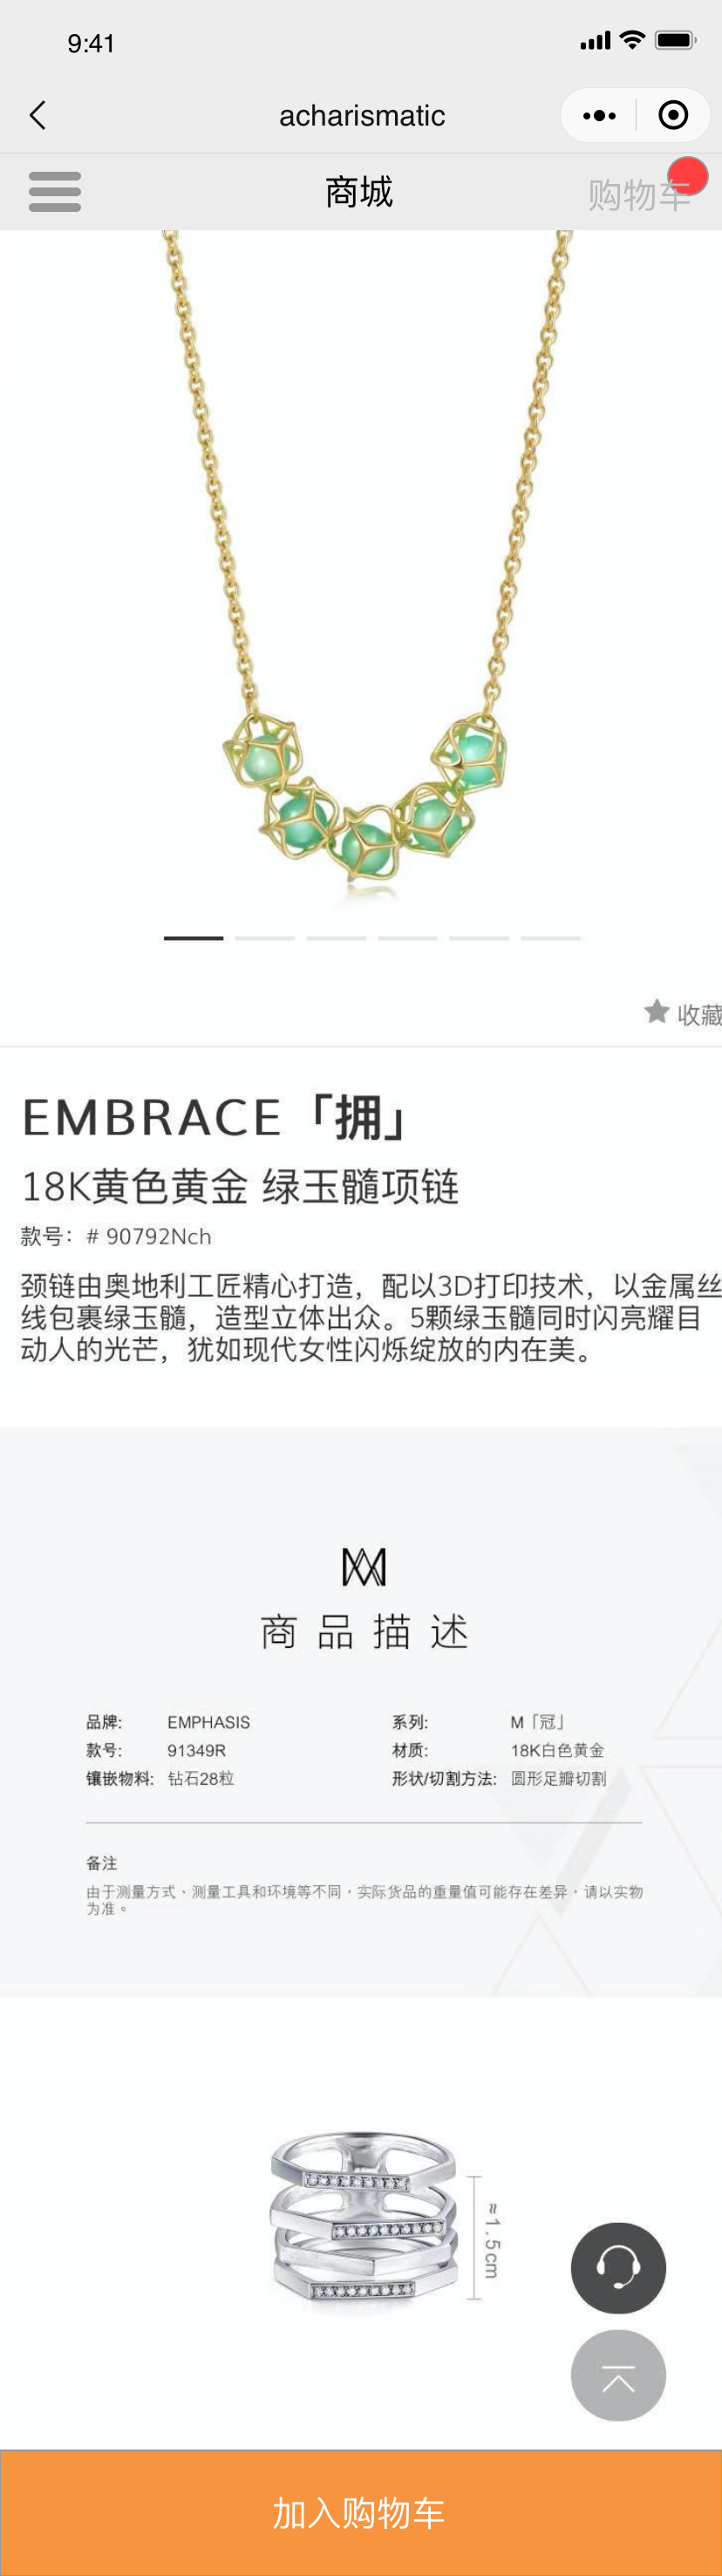 9:41
acharismatic
商城
购物车
收藏
EMBRACE「拥」
18K黄色黄金 绿玉髓项链
款号：# 90792Nch
颈链由奥地利工匠精心打造，配以3D打印技术，以金属丝
线包裹绿玉髓，造型立体出众。5颗绿玉髓同时闪亮耀目
动人的光芒，犹如现代女性闪烁绽放的内在美。
商品描述
品牌: EMPHASIS 系列: M「冠」
款号: 91349R 材质: 18K白色黄金
镶嵌物料: 钻石28粒 形状/切割方法: 圆形足瓣切割
备注
由于测量方式、测量工具和环境等不同，实际货品的重量值可能存在差异，请以实物
为准。
≈1.5cm
加入购物车